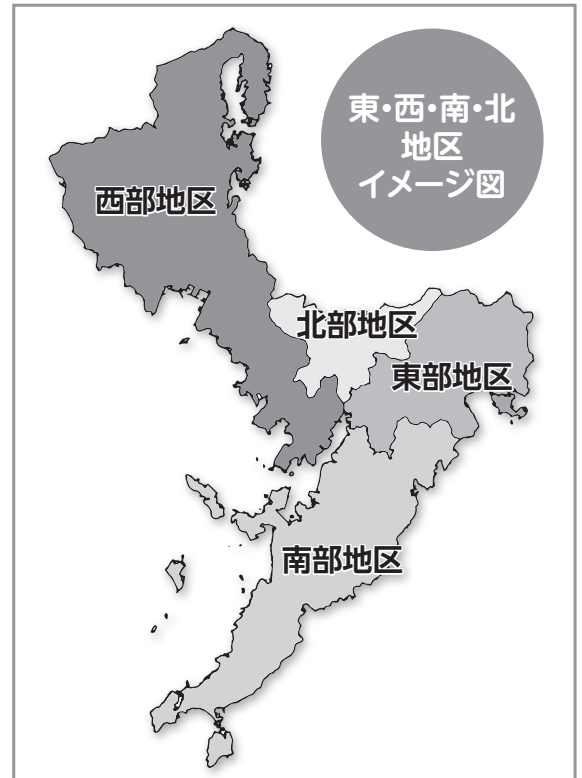 東・西・南・北
地区
イメージ図
西部地区
北部地区
東部地区
南部地区